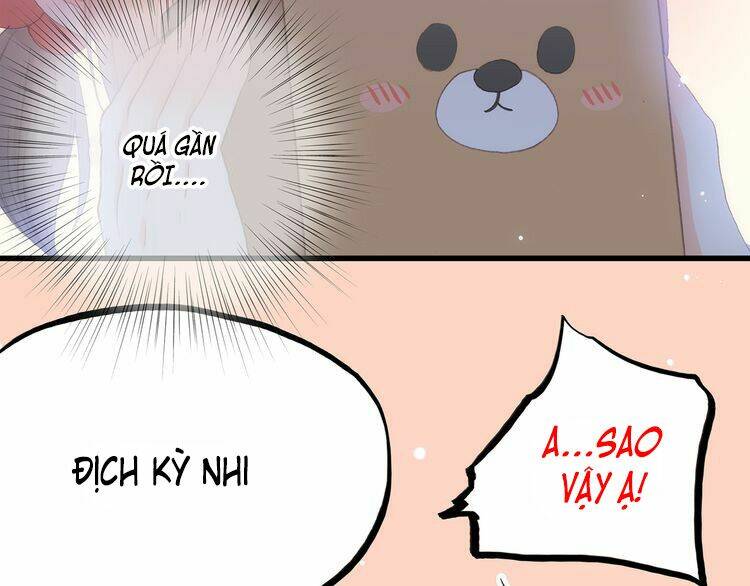 QUÁ GẦN
RỒI....
ĐỊCH KỲ NHI
A...SAO
VẬY Ạ!